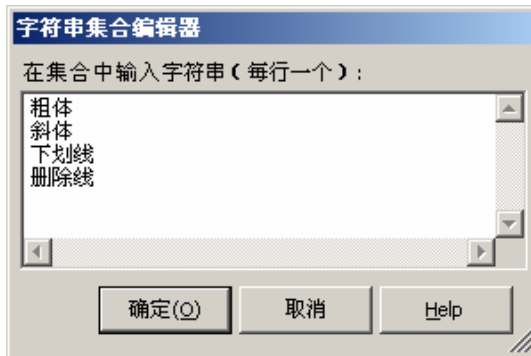 字符串集合编辑器
在集合中输入字符串(每行一个):
粗体
斜体
下划线
删除线
确定(O) 取消 Help